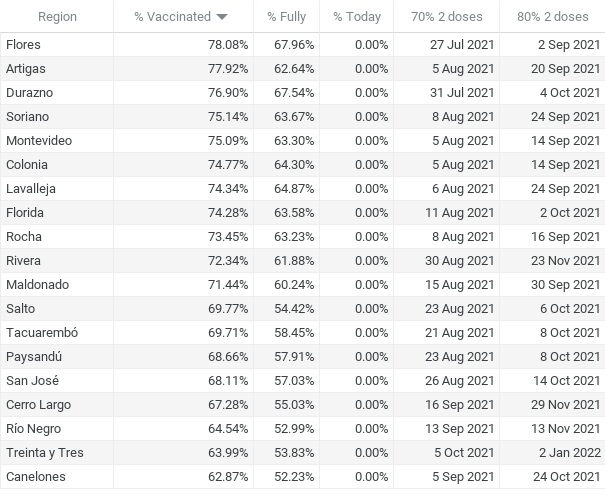 Region % Vaccinated % Fully % Today 70% 2 doses 80% 2 doses
Flores 78.08% 67.96% 0.00% 27 Jul 2021 2 Sep 2021
Artigas 77.92% 62.64% 0.00% 5 Aug 2021 20 Sep 2021
Durazno 76.90% 67.54% 0.00% 31 Jul 2021 4 Oct 2021
Soriano 75.14% 63.67% 0.00% 8 Aug 2021 24 Sep 2021
Montevideo 75.09% 63.30% 0.00% 5 Aug 2021 14 Sep 2021
Colonia 74.77% 64.30% 0.00% 5 Aug 2021 14 Sep 2021
Lavalleja 74.34% 64.87% 0.00% 6 Aug 2021 24 Sep 2021
Florida 74.28% 63.58% 0.00% 11 Aug 2021 2 Oct 2021
Rocha 73.45% 63.23% 0.00% 8 Aug 2021 16 Sep 2021
Rivera 72.34% 61.88% 0.00% 30 Aug 2021 23 Nov 2021
Maldonado 71.44% 60.24% 0.00% 15 Aug 2021 30 Sep 2021
Salto 69.77% 54.42% 0.00% 23 Aug 2021 6 Oct 2021
Tacuarembó 69.71% 58.45% 0.00% 21 Aug 2021 8 Oct 2021
Paysandú 68.66% 57.91% 0.00% 23 Aug 2021 8 Oct 2021
San José 68.11% 57.03% 0.00% 26 Aug 2021 14 Oct 2021
Cerro Largo 67.28% 55.03% 0.00% 16 Sep 2021 29 Nov 2021
Río Negro 64.54% 52.99% 0.00% 13 Sep 2021 13 Nov 2021
Treinta y Tres 63.99% 53.83% 0.00% 5 Oct 2021 2 Jan 2022
Canelones 62.87% 52.23% 0.00% 5 Sep 2021 24 Oct 2021